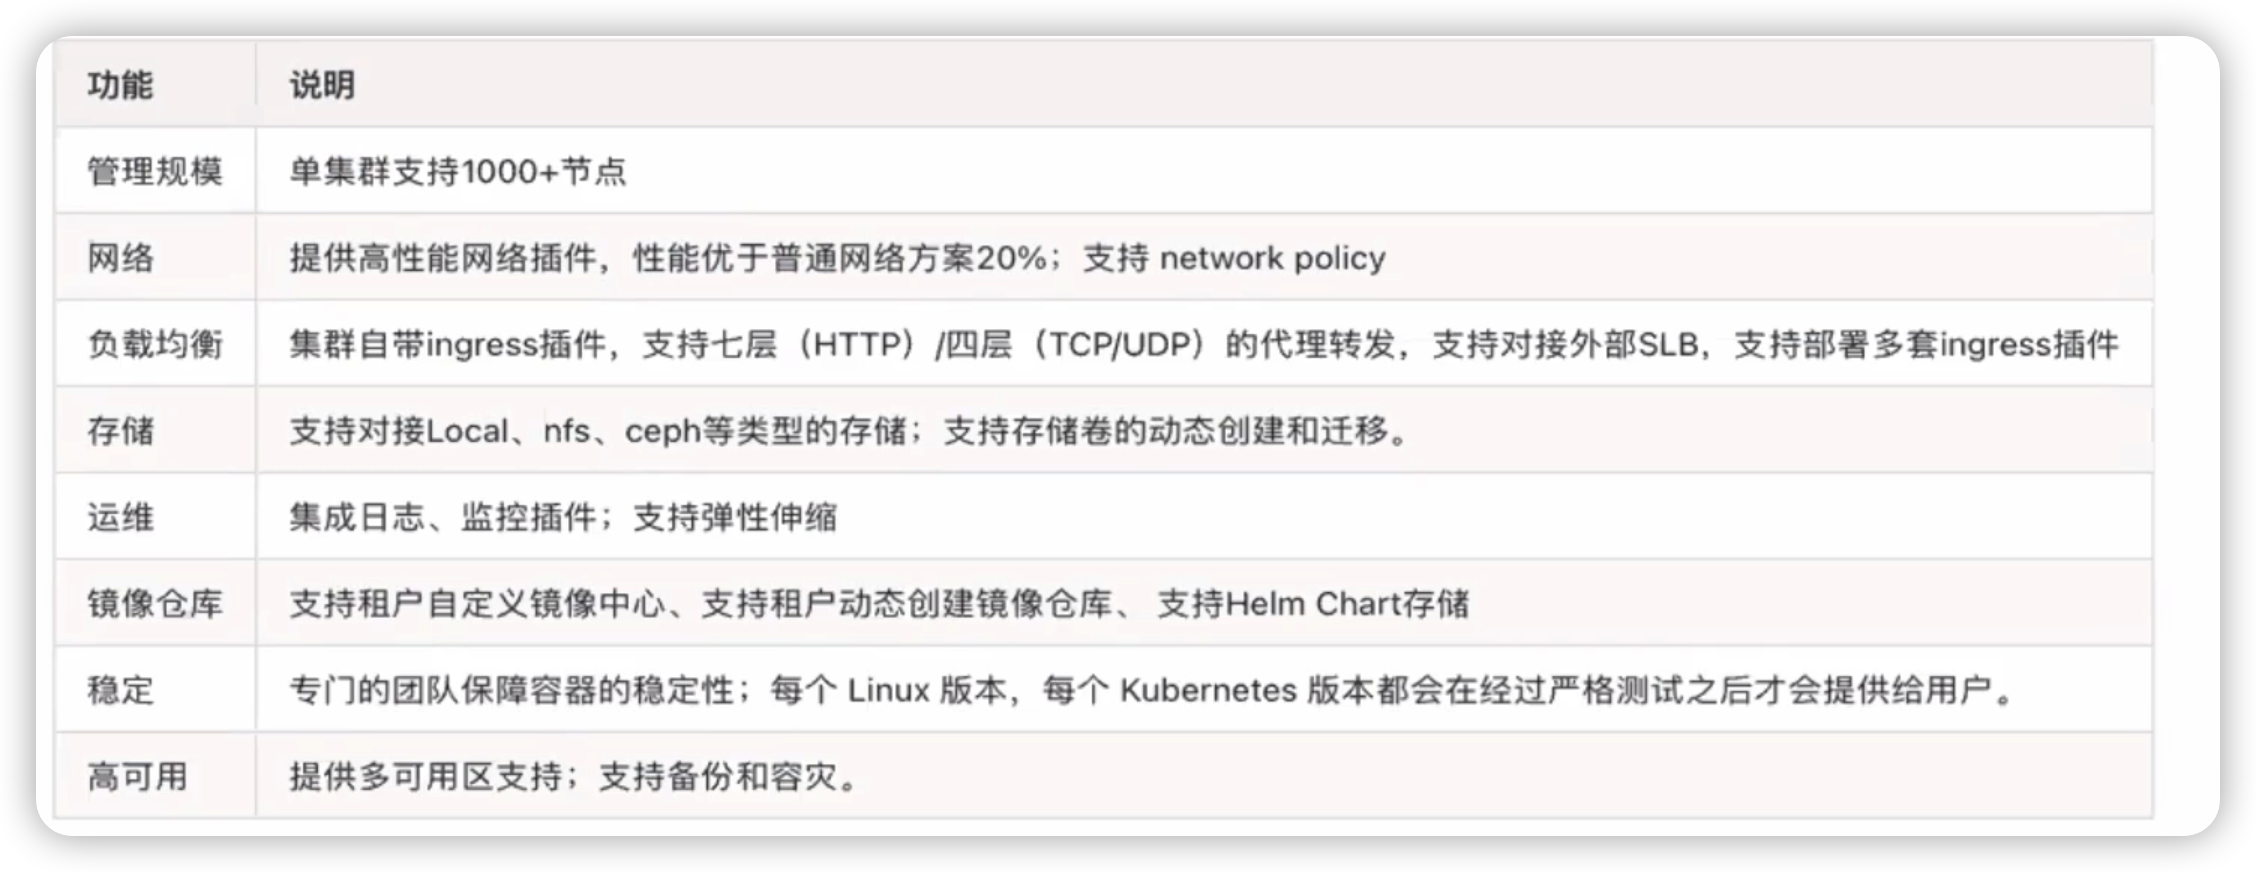 功能 说明
管理规模 单集群支持1000+节点
网络 提供高性能网络插件，性能优于普通网络方案20%；支持 network policy
负载均衡 集群自带ingress插件，支持七层（HTTP）/四层（TCP/UDP）的代理转发，支持对接外部SLB，支持部署多套ingress插件
存储 支持对接Local、nfs、ceph等类型的存储；支持存储卷的动态创建和迁移。
运维 集成日志、监控插件；支持弹性伸缩
镜像仓库 支持租户自定义镜像中心、支持租户动态创建镜像仓库、 支持Helm Chart存储
稳定 专门的团队保障容器的稳定性；每个 Linux 版本，每个 Kubernetes 版本都会在经过严格测试之后才会提供给用户。
高可用 提供多可用区支持；支持备份和容灾。